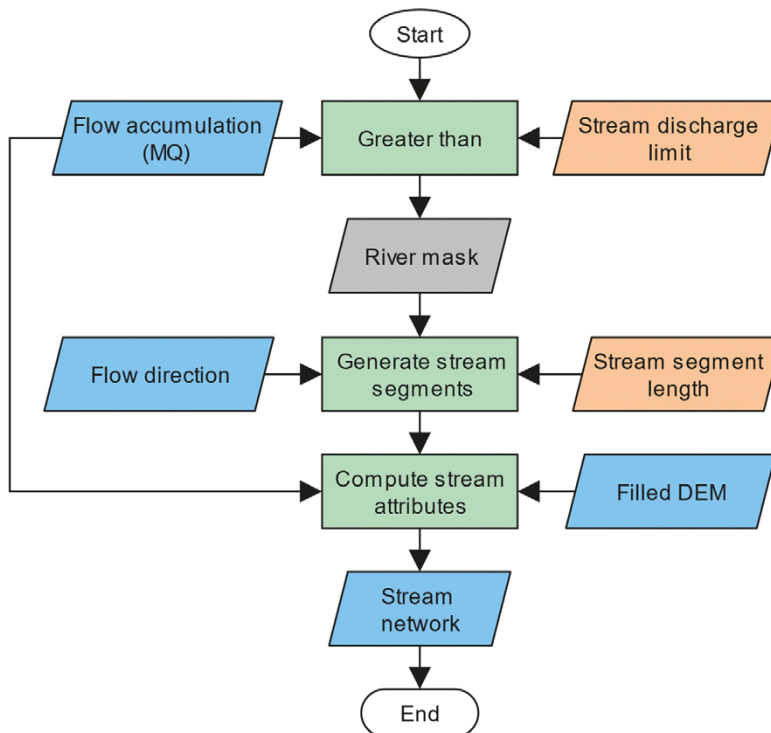 Start
Flow accumulation
(MQ)
Greater than
Stream discharge
limit
River mask
Flow direction
Generate stream
segments
Stream segment
length
Compute stream
attributes
Filled DEM
Stream
network
End